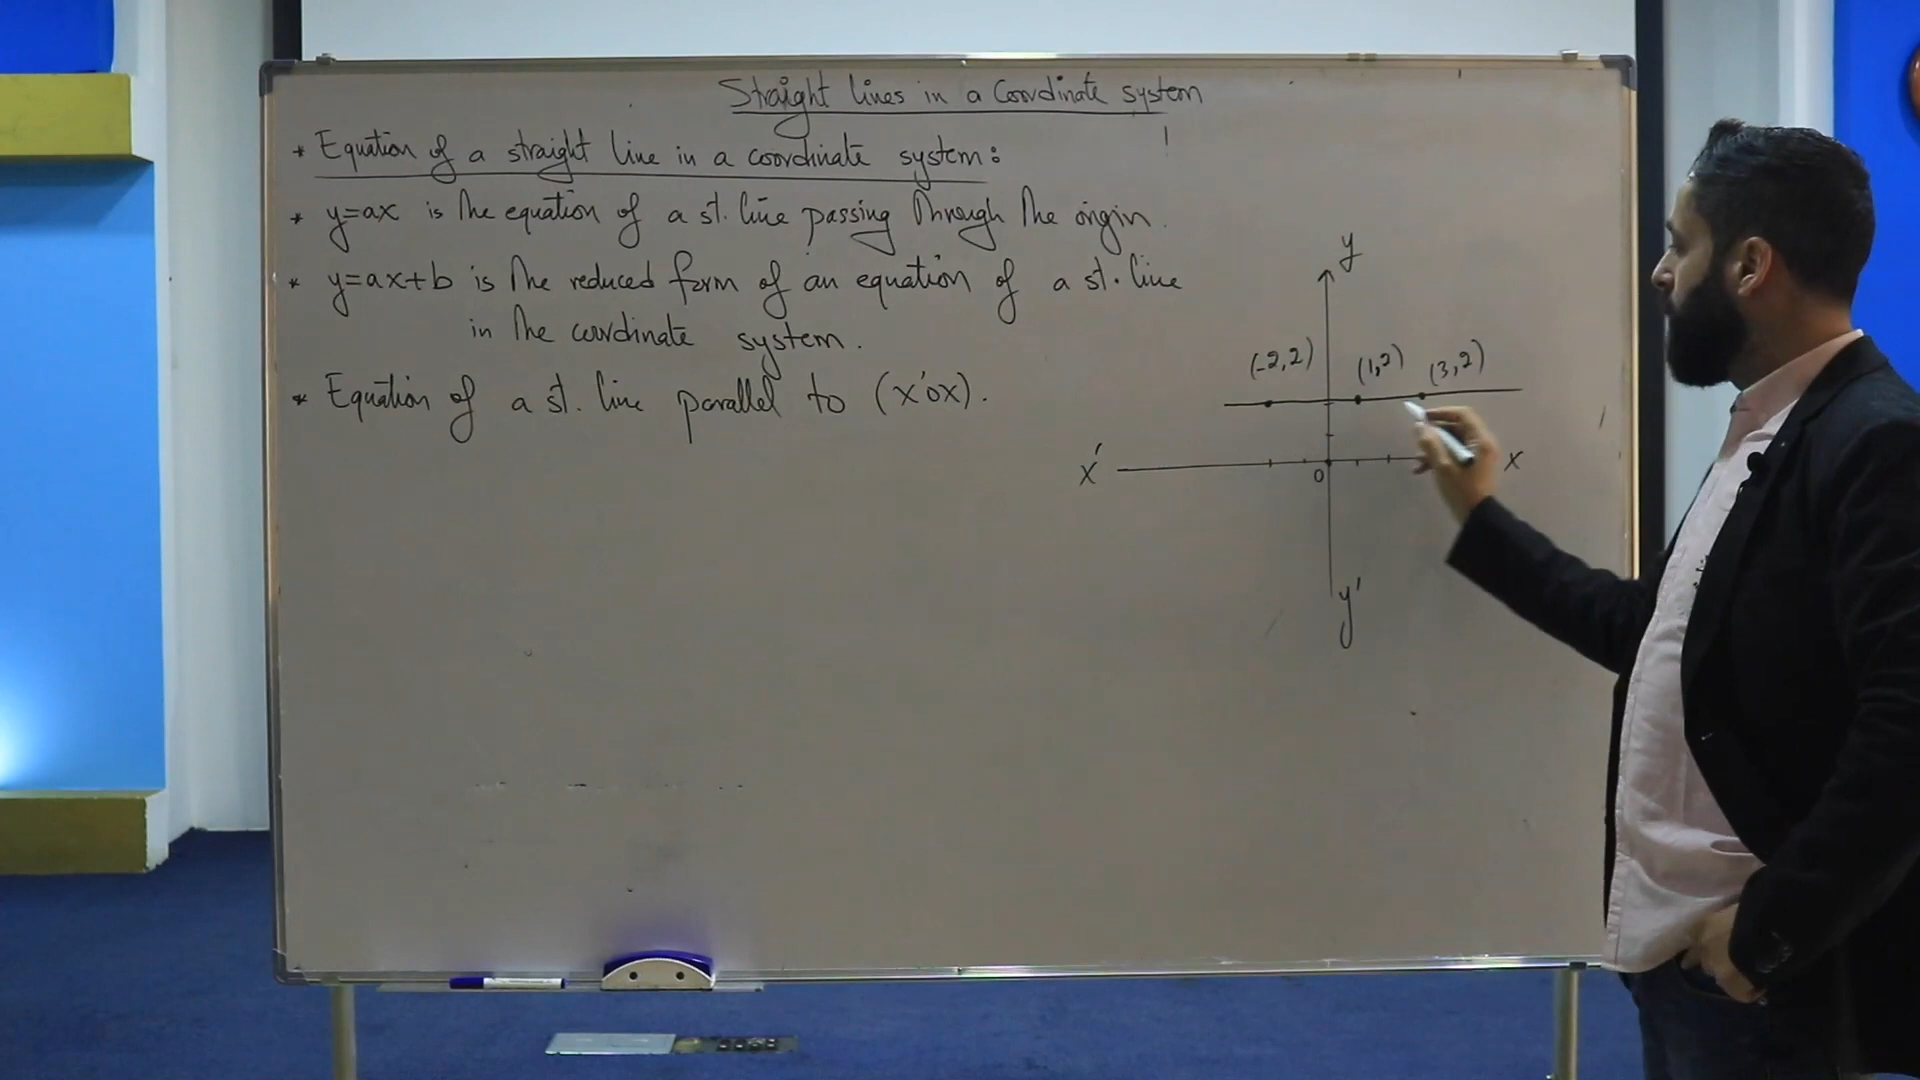 Straight lines in a Coordinate system
* Equation of a straight line in a coordinate system:
* y=ax is the equation of a st. line passing through the origin.
* y=ax+b is the reduced form of an equation of a st. line
in the coordinate system.
* Equation of a st. line parallel to (x'ox).
y
(-2,2) (1,2) (3,2)
x' o x
y'